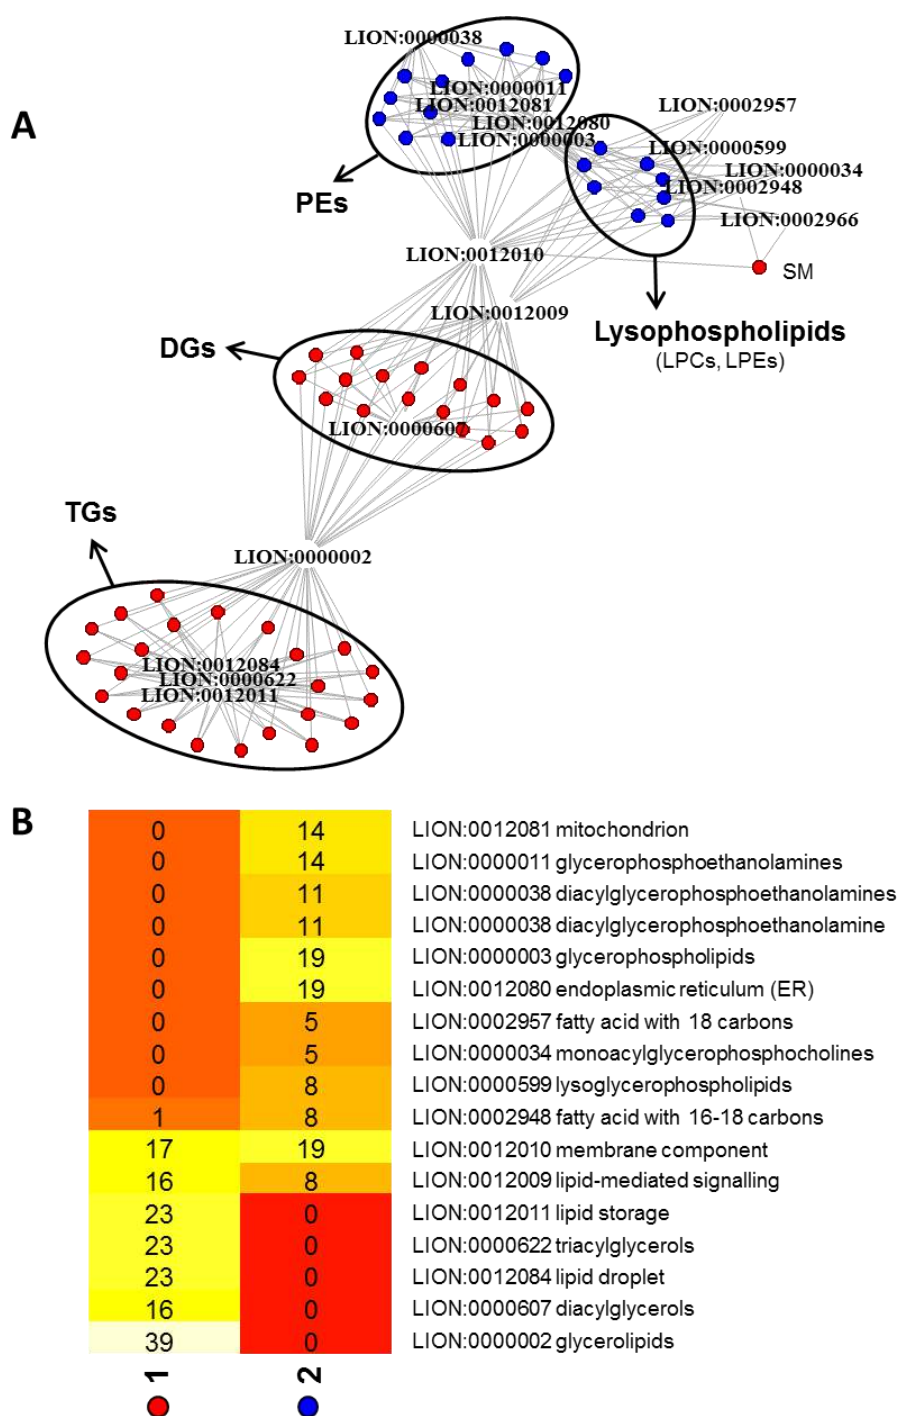 A
LION:0000038
LION:0000011
LION:0012081
LION:0012080
LION:0000003
PEs
LION:0002957
LION:0000599
LION:0000034
LION:0002948
LION:0002966
SM
LION:0012010
LION:0012009
Lysophospholipids
(LPCs, LPEs)
DGs
LION:0000607
TGs
LION:0000002
LION:0012084
LION:0000622
LION:0012011
B
0 14 LION:0012081 mitochondrion
0 14 LION:0000011 glycerophosphoethanolamines
0 11 LION:0000038 diacylglycerophosphoethanolamines
0 11 LION:0000038 diacylglycerophosphoethanolamine
0 19 LION:0000003 glycerophospholipids
0 19 LION:0012080 endoplasmic reticulum (ER)
0 5 LION:0002957 fatty acid with 18 carbons
0 5 LION:0000034 monoacylglycerophosphocholines
0 8 LION:0000599 lysoglycerophospholipids
1 8 LION:0002948 fatty acid with 16-18 carbons
17 19 LION:0012010 membrane component
16 8 LION:0012009 lipid-mediated signalling
23 0 LION:0012011 lipid storage
23 0 LION:0000622 triacylglycerols
23 0 LION:0012084 lipid droplet
16 0 LION:0000607 diacylglycerols
39 0 LION:0000002 glycerolipids
1 2